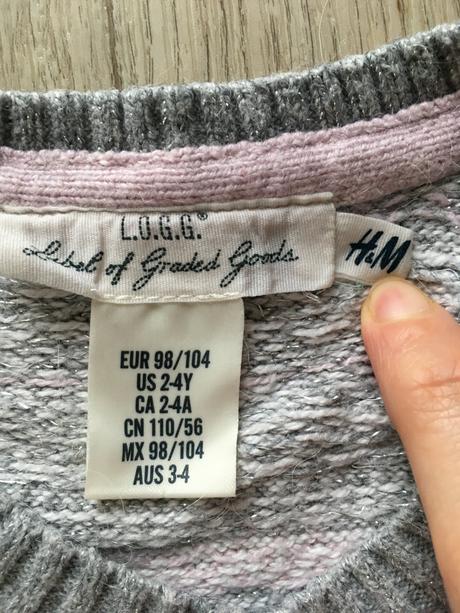 L.O.G.G.®
Label of Graded Goods
H&M
EUR 98/104
US 2-4Y
CA 2-4A
CN 110/56
MX 98/104
AUS 3-4